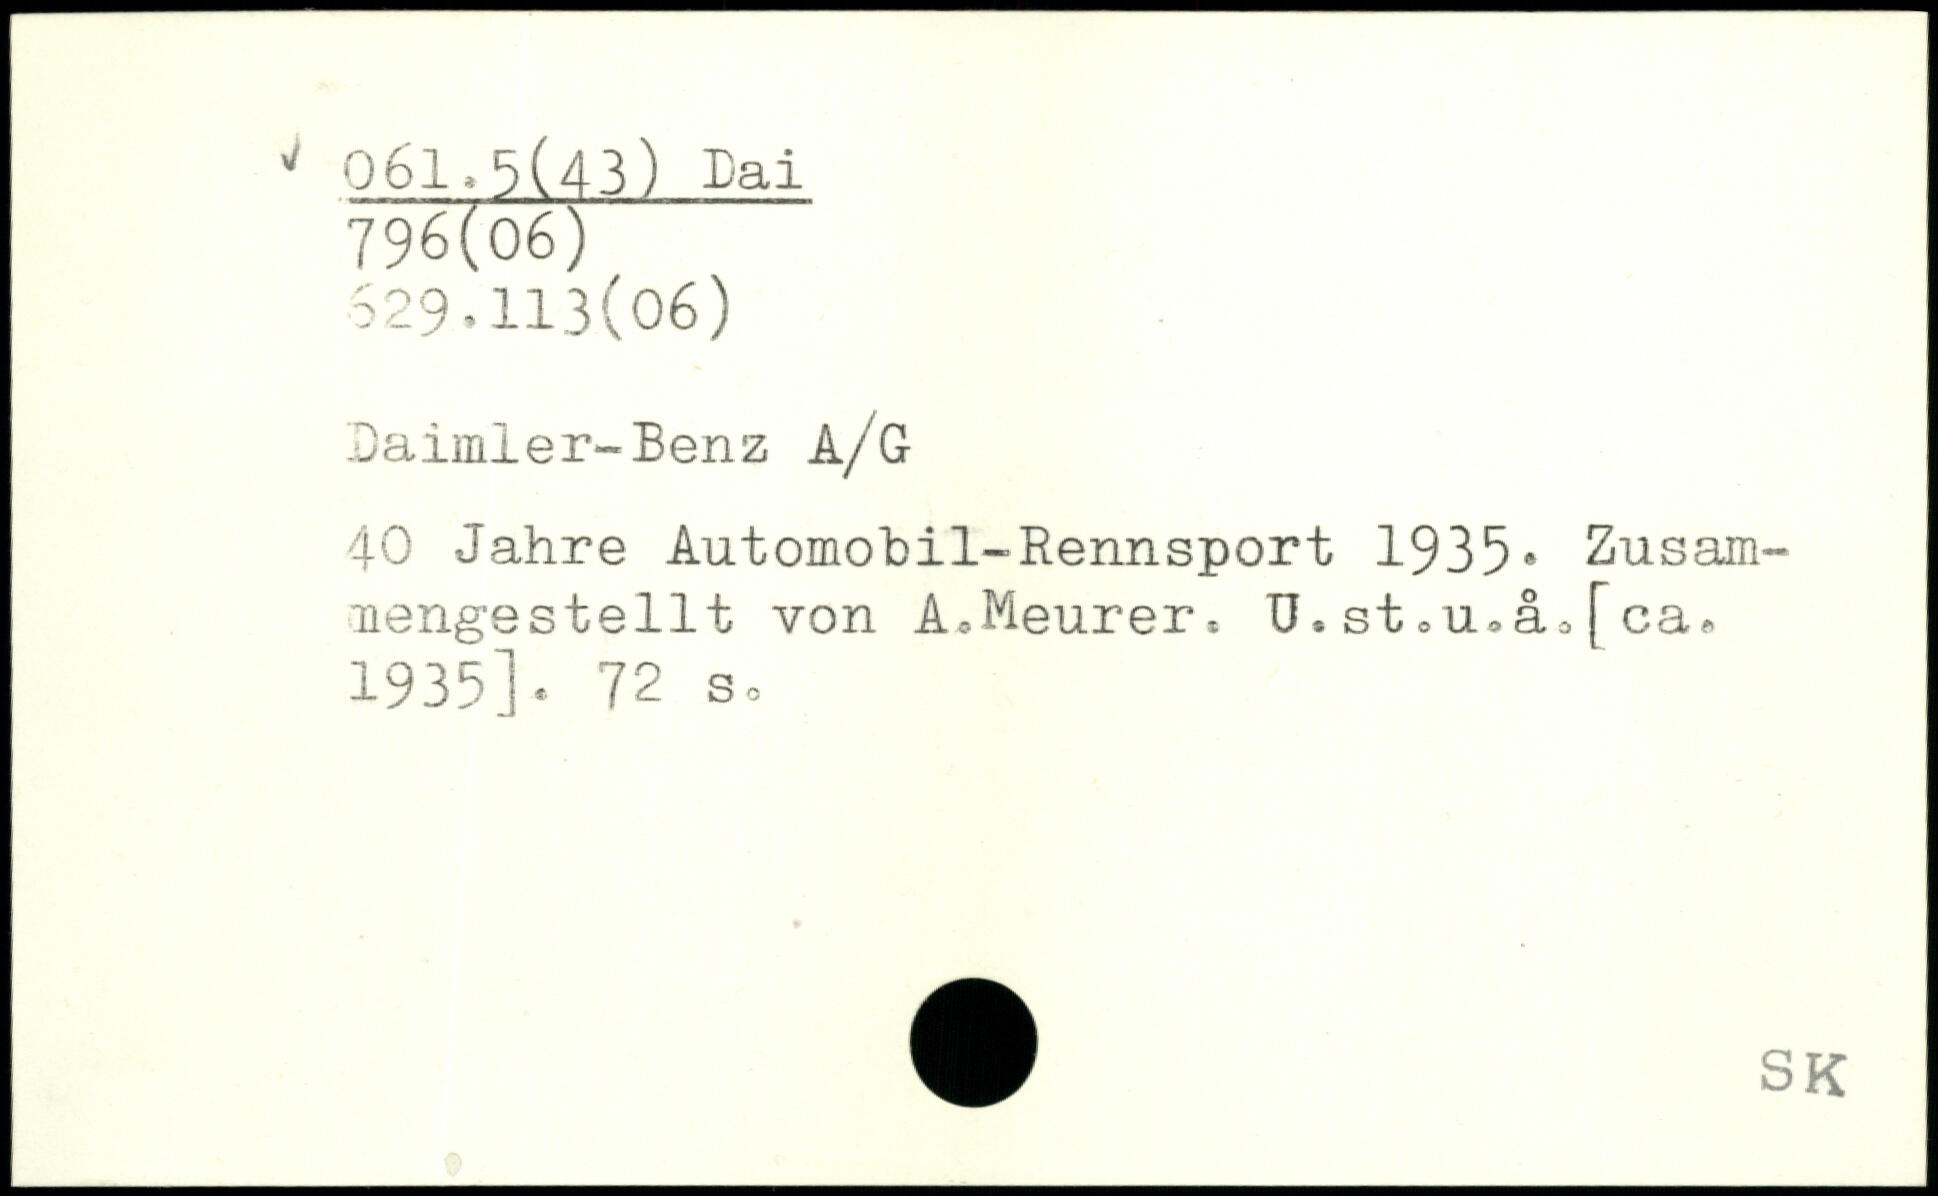 ✓ 061.5(43) Dai
796(06)
629.113(06)
Daimler-Benz A/G
40 Jahre Automobil-Rennsport 1935. Zusam-
mengestellt von A.Meurer. U.st.u.å.[ca.
1935]. 72 s.
SK